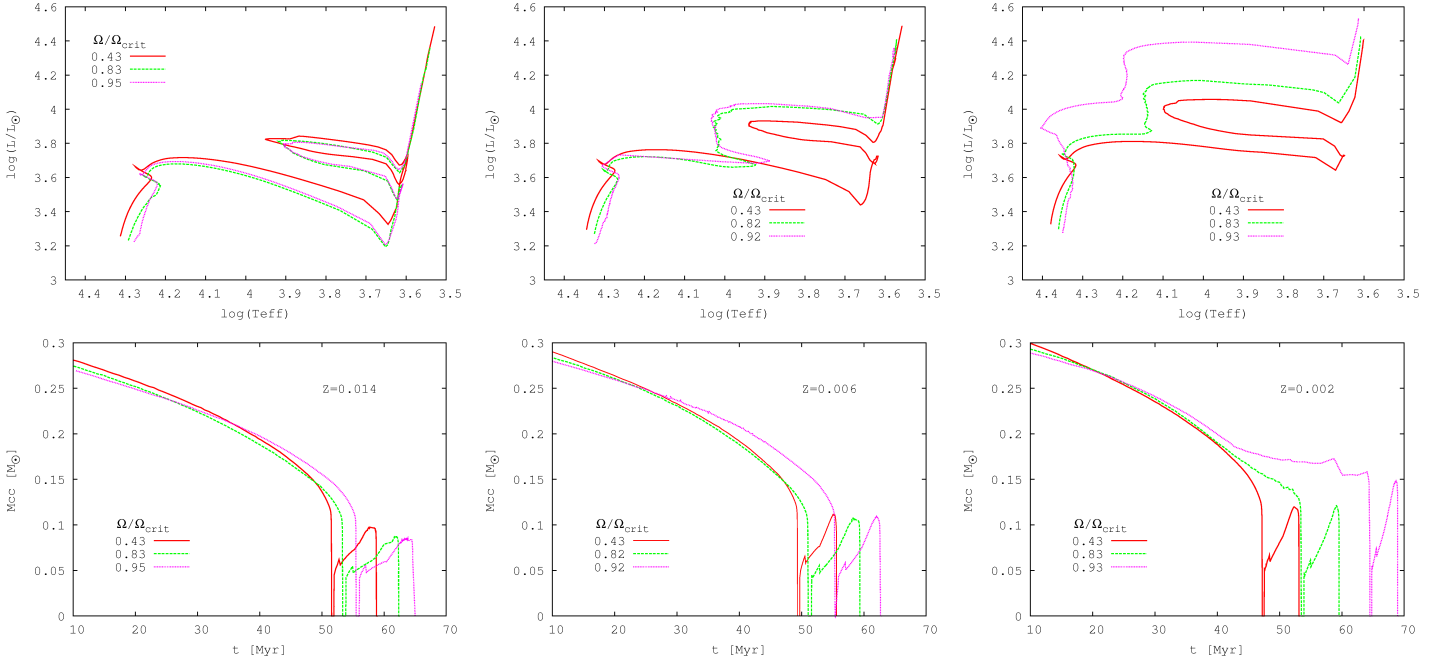 4.6
4.4
4.2
4
3.8
3.6
3.4
3.2
3
log(L/L⊙)
Ω/Ωcrit
0.43
0.83
0.95
4.4 4.3 4.2 4.1 4 3.9 3.8 3.7 3.6 3.5
log(Teff)
4.6
4.4
4.2
4
3.8
3.6
3.4
3.2
3
log(L/L⊙)
Ω/Ωcrit
0.43
0.82
0.92
4.4 4.3 4.2 4.1 4 3.9 3.8 3.7 3.6 3.5
log(Teff)
4.6
4.4
4.2
4
3.8
3.6
3.4
3.2
3
log(L/L⊙)
Ω/Ωcrit
0.43
0.83
0.93
4.4 4.3 4.2 4.1 4 3.9 3.8 3.7 3.6 3.5
log(Teff)
0.3
0.25
0.2
0.15
0.1
0.05
0
Mcc [M⊙]
Z=0.014
Ω/Ωcrit
0.43
0.83
0.95
10 20 30 40 50 60 70
t [Myr]
0.3
0.25
0.2
0.15
0.1
0.05
0
Mcc [M⊙]
Z=0.006
Ω/Ωcrit
0.43
0.82
0.92
10 20 30 40 50 60 70
t [Myr]
0.3
0.25
0.2
0.15
0.1
0.05
0
Mcc [M⊙]
Z=0.002
Ω/Ωcrit
0.43
0.83
0.93
10 20 30 40 50 60 70
t [Myr]